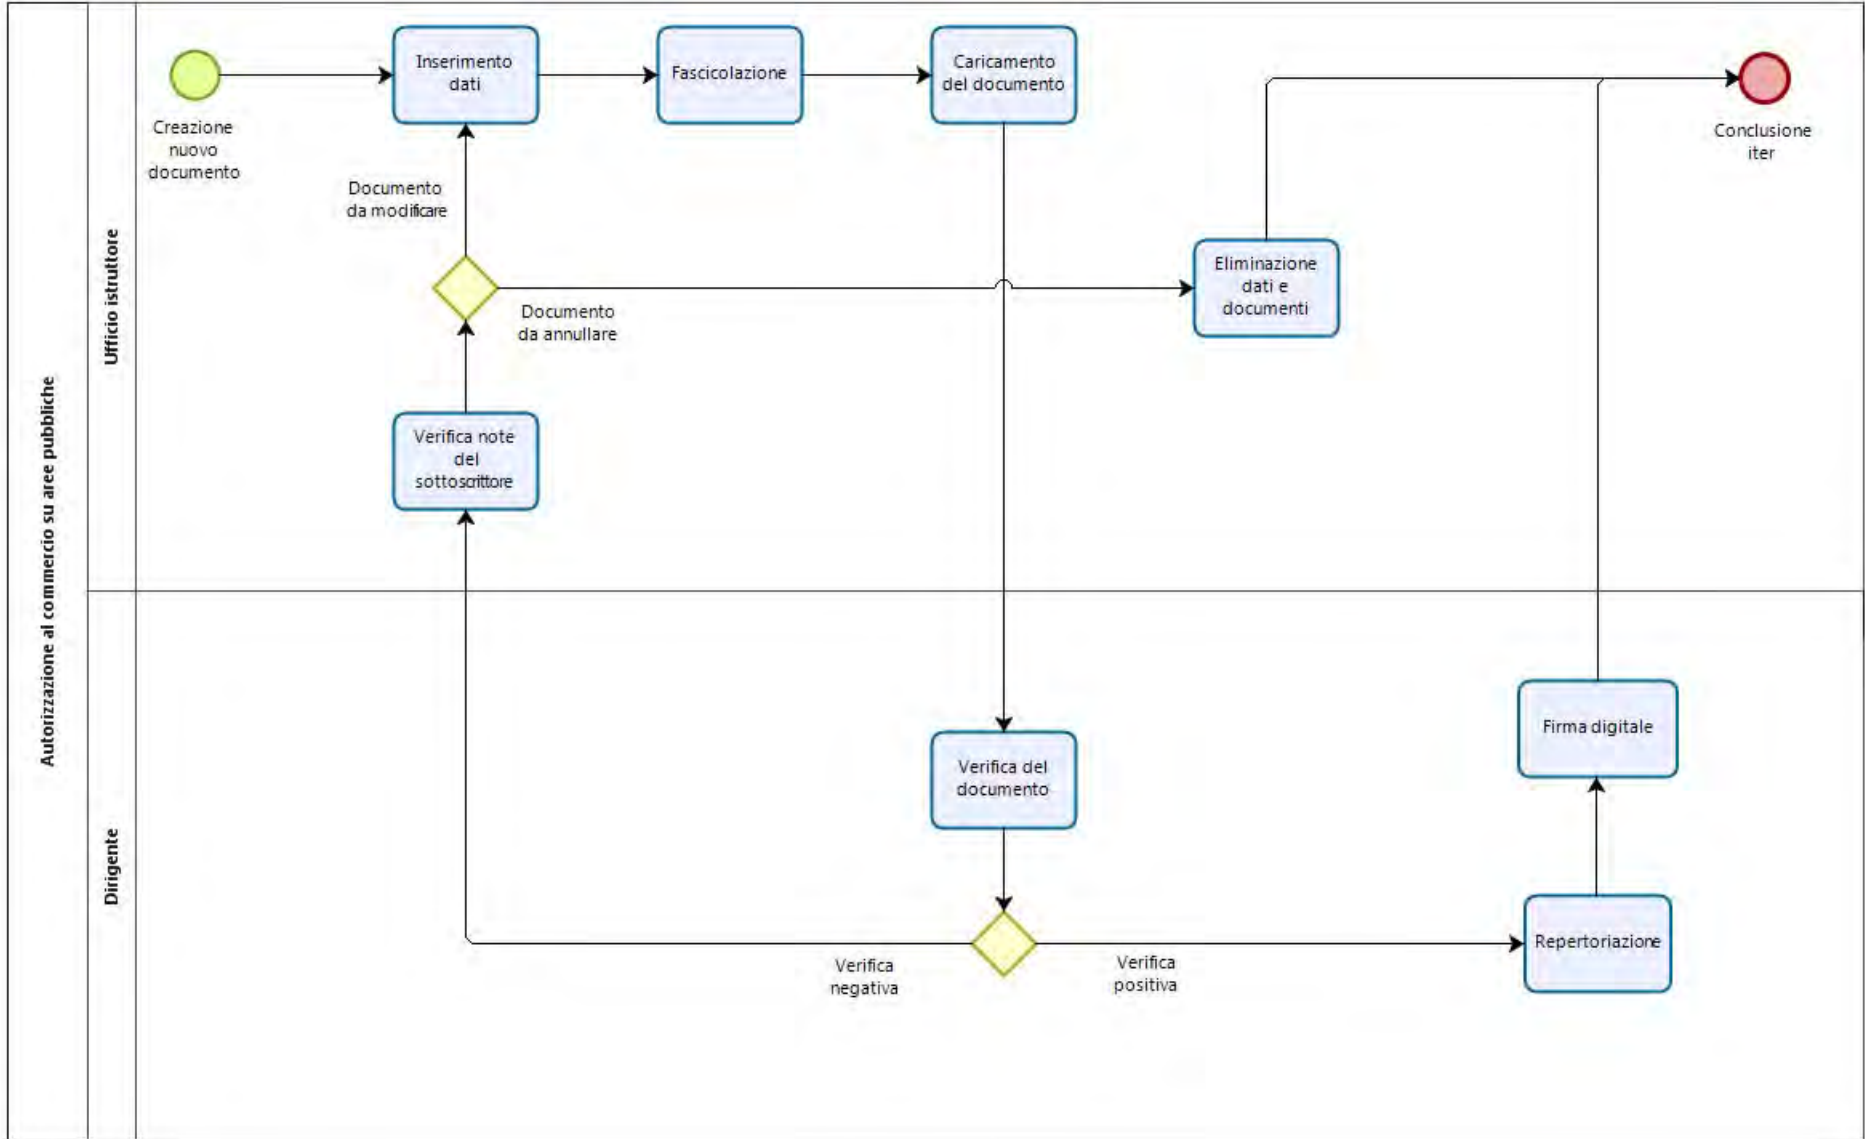 Autorizzazione al commercio su aree pubbliche
Ufficio istruttore
Creazione
nuovo
documento
Inserimento
dati
Fascicolazione
Caricamento
del documento
Conclusione
iter
Documento
da modificare
Documento
da annullare
Eliminazione
dati e
documenti
Verifica note
del
sottoscrittore
Dirigente
Verifica del
documento
Verifica
negativa
Verifica
positiva
Repertoriazione
Firma digitale